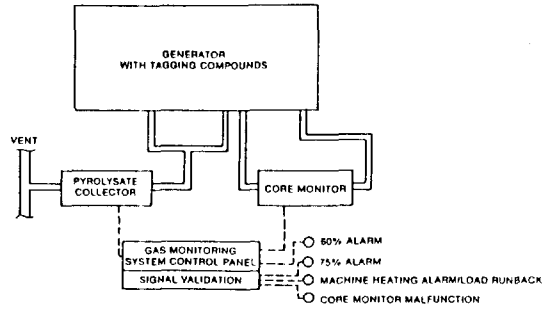 GENERATOR
WITH TAGGING COMPOUNDS
VENT
PYROLYSATE
COLLECTOR
CORE MONITOR
GAS MONITORING
SYSTEM CONTROL PANEL
SIGNAL VALIDATION
60% ALARM
75% ALARM
MACHINE HEATING ALARM/LOAD RUNBACK
CORE MONITOR MALFUNCTION